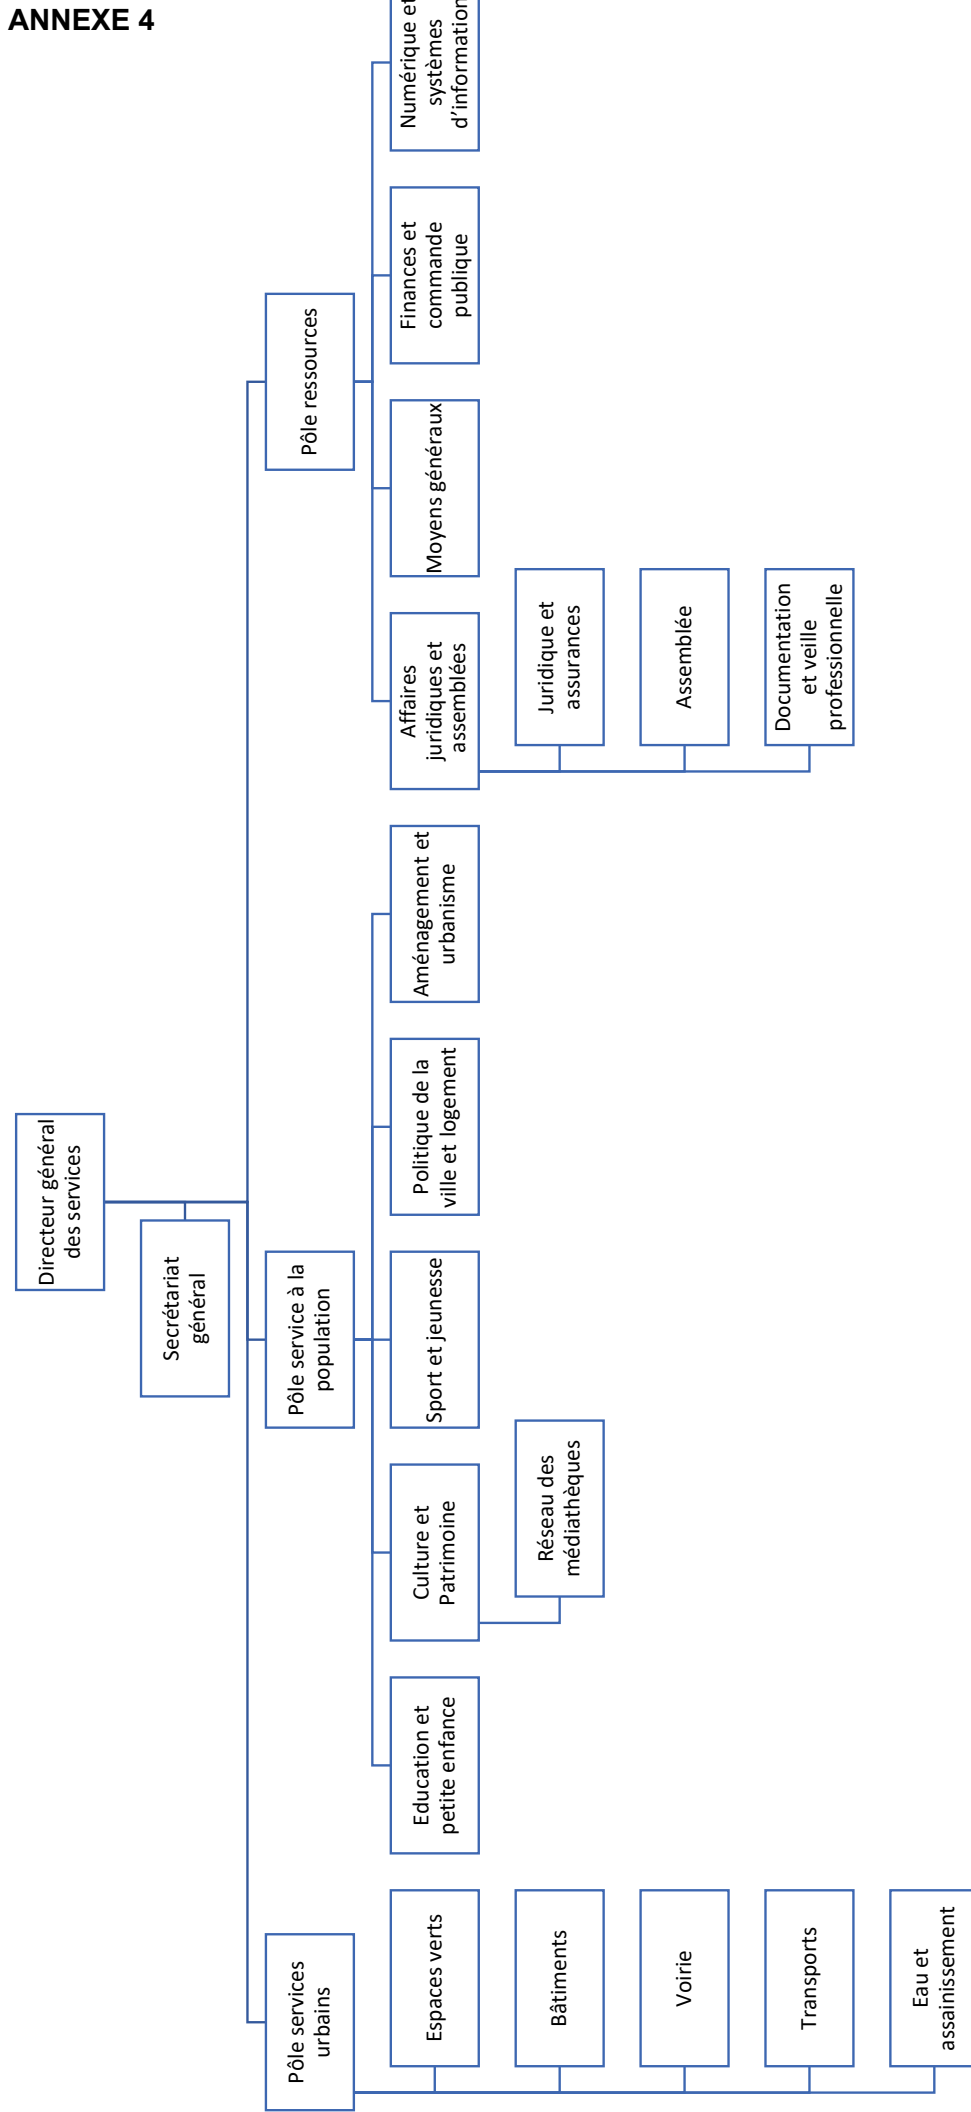 ANNEXE 4
Directeur général
des services
Secrétariat
général
Pôle services
urbains
Pôle service à la
population
Pôle ressources
Espaces verts
Bâtiments
Voirie
Transports
Eau et
assainissement
Education et
petite enfance
Culture et
Patrimoine
Réseau des
médiathèques
Sport et jeunesse
Politique de la
ville et logement
Aménagement et
urbanisme
Affaires
juridiques et
assemblées
Juridique et
assurances
Assemblée
Documentation
et veille
professionnelle
Moyens généraux
Finances et
commande
publique
Numérique et
systèmes
d'information